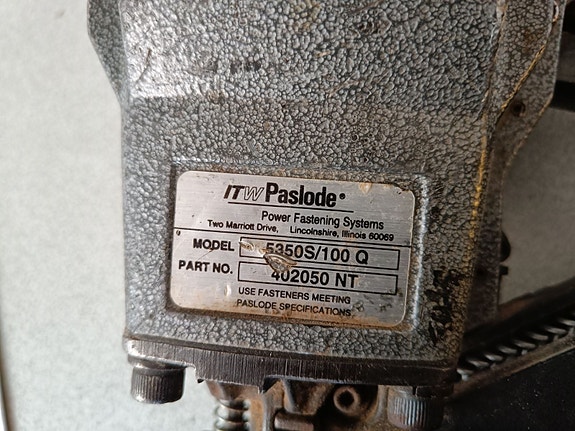 ITW Paslode®
Power Fastening Systems
Two Marriott Drive, Lincolnshire, Illinois 60069
MODEL 5350S/100 Q
PART NO. 402050 NT
USE FASTENERS MEETING
PASLODE SPECIFICATIONS